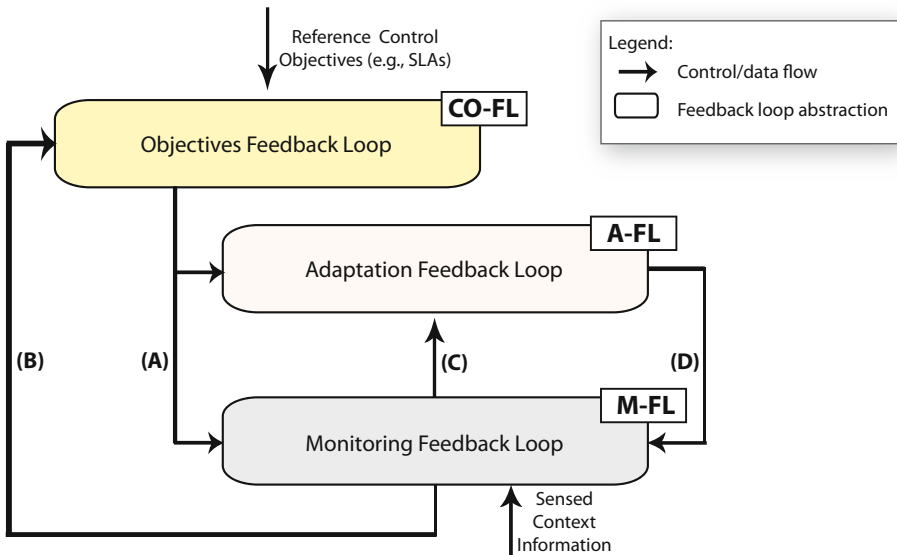 Reference Control
Objectives (e.g., SLAs)
Legend:
Control/data flow
Feedback loop abstraction
CO-FL
Objectives Feedback Loop
A-FL
Adaptation Feedback Loop
(B)
(A)
(C)
(D)
M-FL
Monitoring Feedback Loop
Sensed
Context
Information